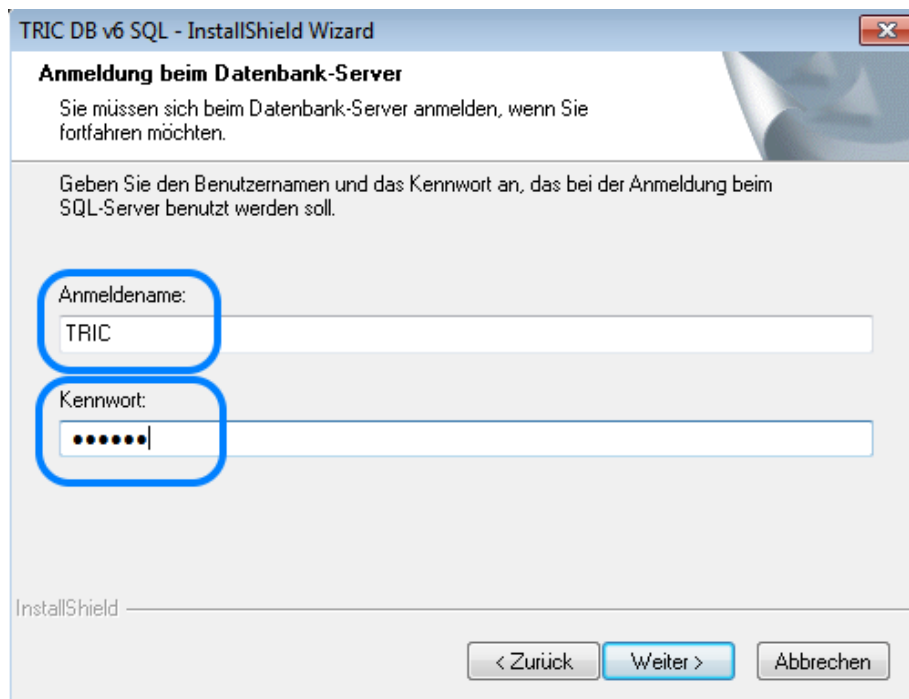 TRIC DB v6 SQL - InstallShield Wizard
Anmeldung beim Datenbank-Server
Sie müssen sich beim Datenbank-Server anmelden, wenn Sie
fortfahren möchten.
Geben Sie den Benutzernamen und das Kennwort an, das bei der Anmeldung beim
SQL-Server benutzt werden soll.
Anmeldename:
TRIC
Kennwort:
••••••
InstallShield
< Zurück Weiter > Abbrechen